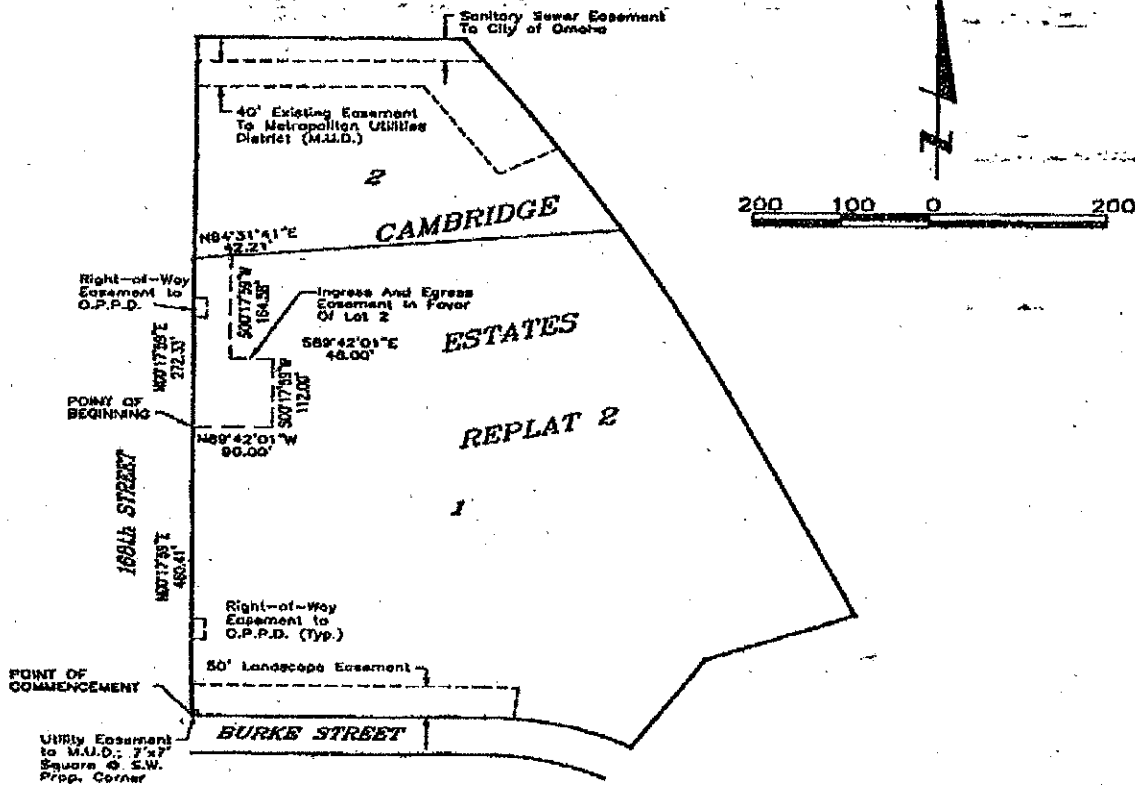 Sanitary Sewer Easement
To City of Omaha
40' Existing Easement
To Metropolitan Utilities
District (M.U.D.)
2
CAMBRIDGE
200 100 0 200
N84°31'41"E
42.21'
Right-of-Way
Easement to
O.P.P.D.
S00°17'59"W
164.58'
Ingress And Egress
Easement In Favor
Of Lot 2
ESTATES
S89°42'01"E
48.00'
N00°17'59"E
272.33'
S00°17'59"W
112.00'
POINT OF
BEGINNING
N89°42'01"W
90.00'
REPLAT 2
1
168th STREET
N00°17'59"E
460.41'
Right-of-Way
Easement to
O.P.P.D. (Typ.)
50' Landscape Easement
POINT OF
COMMENCEMENT
BURKE STREET
Utility Easement
to M.U.D.; 7'x7'
Square @ S.W.
Prop. Corner